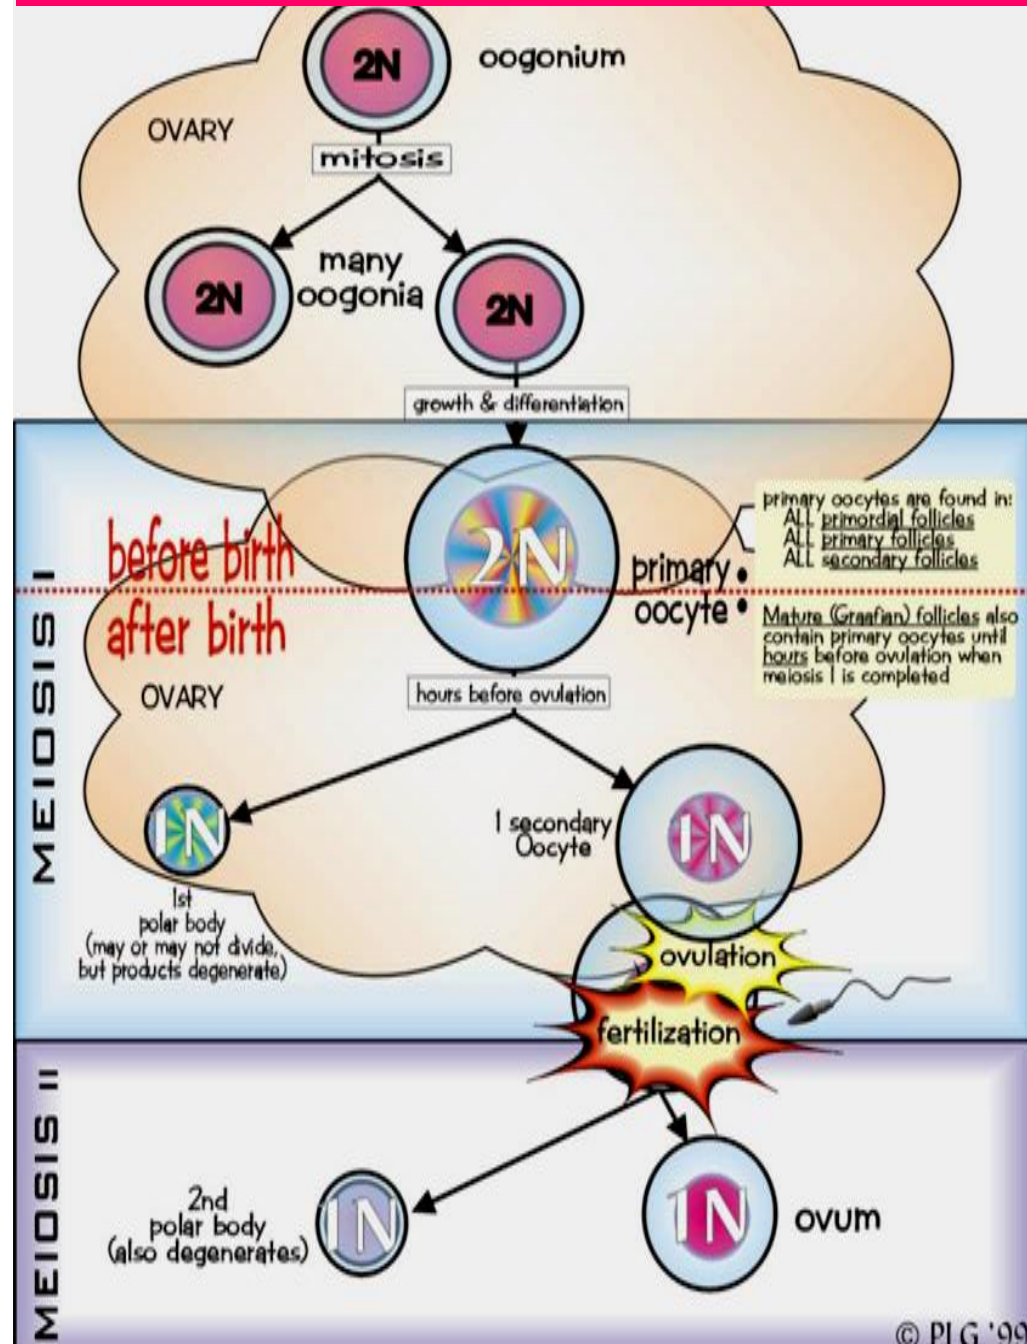 2N
oogonium
OVARY
mitosis
many
oogonia
2N
2N
growth & differentiation
MEIOSIS I
before birth
after birth
2N
primary •
oocyte •
primary oocytes are found in:
ALL primordial follicles
ALL primary follicles
ALL secondary follicles
Mature (Graafian) follicles also
contain primary oocytes until
hours before ovulation when
meiosis I is completed
OVARY
hours before ovulation
1N
1st
polar body
(may or may not divide,
but products degenerate)
1 secondary
Oocyte
1N
ovulation
fertilization
MEIOSIS II
2nd
polar body
(also degenerates)
1N
1N
ovum
© PLG '99